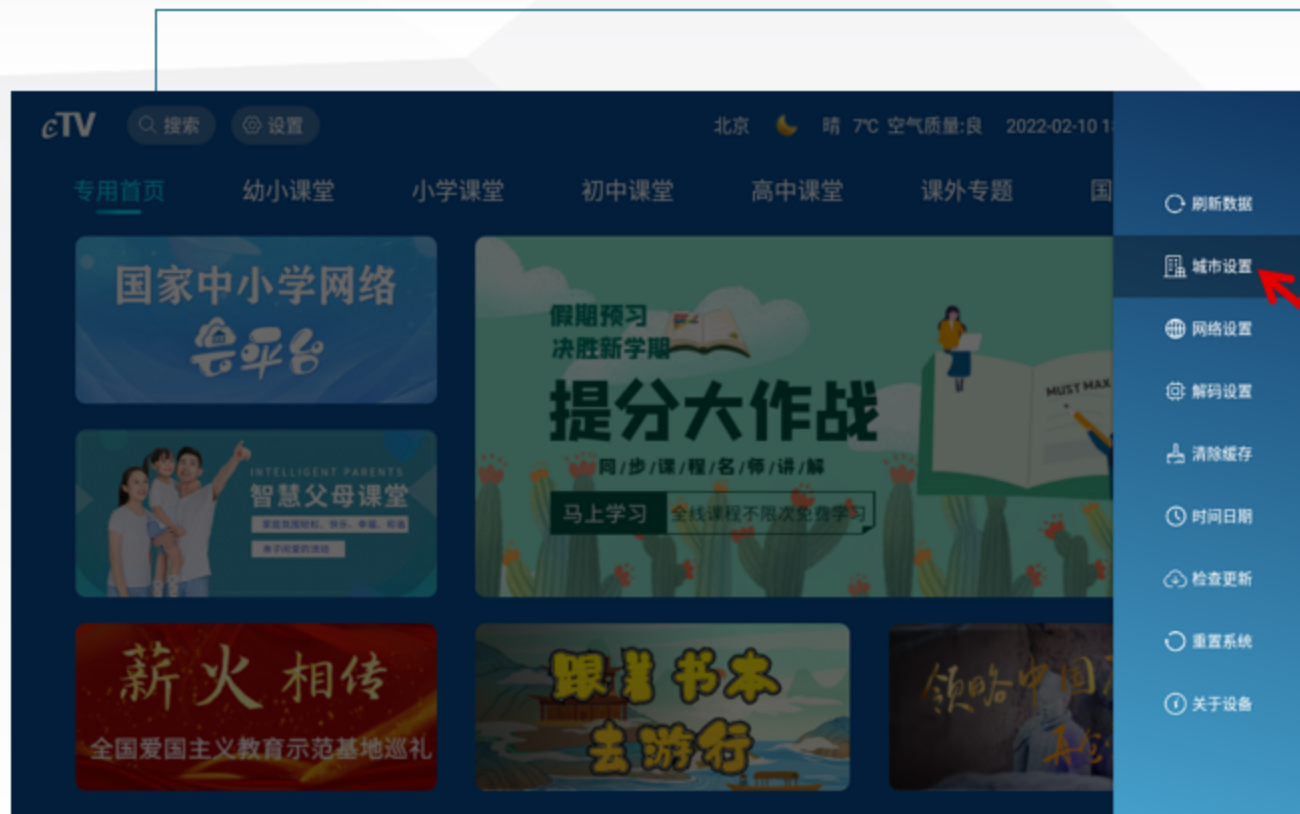 cTV
搜索
设置
北京
晴 7℃ 空气质量:良
2022-02-10 1
专用首页
幼小课堂
小学课堂
初中课堂
高中课堂
课外专题
国
国家中小学网络
云平台
假期预习
决胜新学期
提分大作战
同/步/课/程/名/师/讲/解
马上学习
全线课程不限次免费学习
MUST MAX
INTELLIGENT PARENTS
智慧父母课堂
薪火相传
全国爱国主义教育示范基地巡礼
跟着书本
去游行
领略中国
刷新数据
城市设置
网络设置
解码设置
清除缓存
时间日期
检查更新
重置系统
关于设备